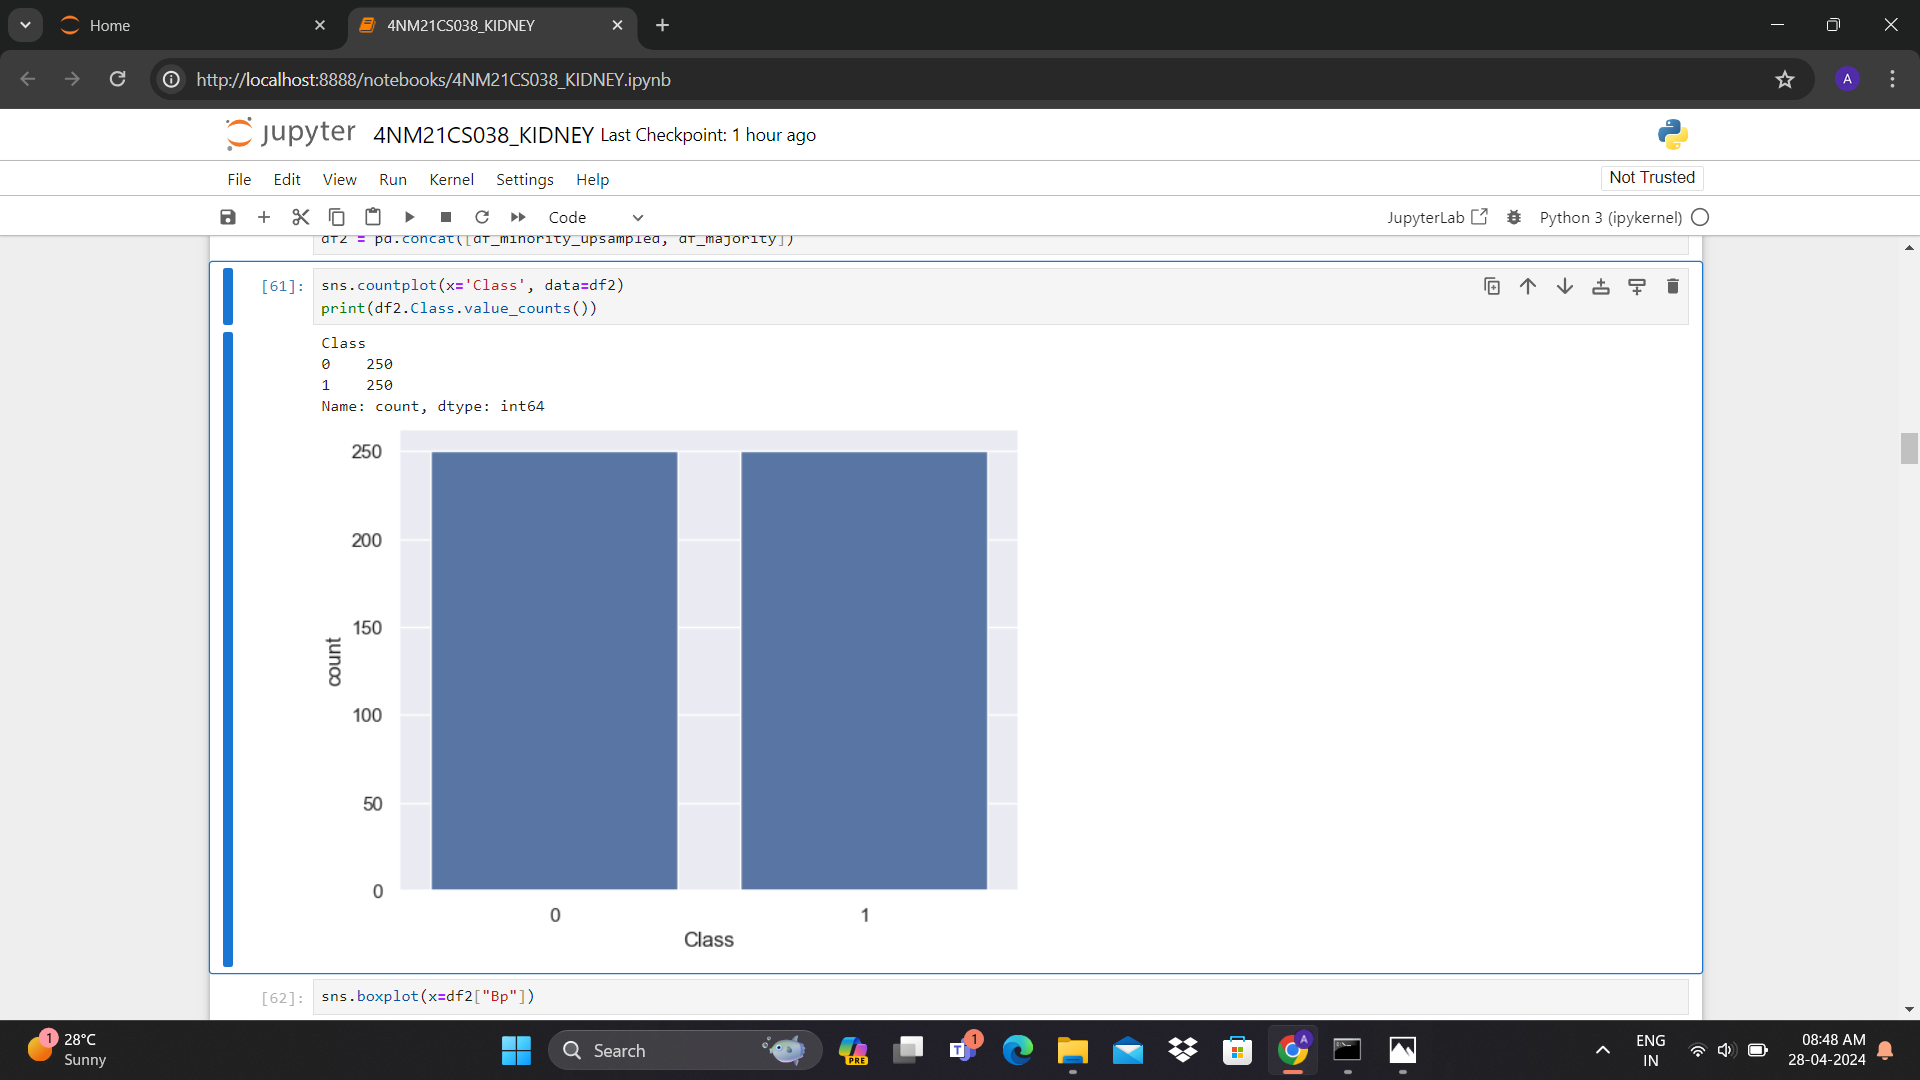 Home
4NM21CS038_KIDNEY
http://localhost:8888/notebooks/4NM21CS038_KIDNEY.ipynb
A
jupyter 4NM21CS038_KIDNEY Last Checkpoint: 1 hour ago
File Edit View Run Kernel Settings Help
Not Trusted
Code
JupyterLab
Python 3 (ipykernel)
df2 = pd.concat([df_minority_upsampled, df_majority])
[61]: sns.countplot(x='Class', data=df2)
print(df2.Class.value_counts())
Class
0 250
1 250
Name: count, dtype: int64
250
200
150
100
50
0
count
0 1
Class
[62]: sns.boxplot(x=df2["Bp"])
1
28°C
Sunny
Search
PRE
T
1
A
ENG
IN
08:48 AM
28-04-2024